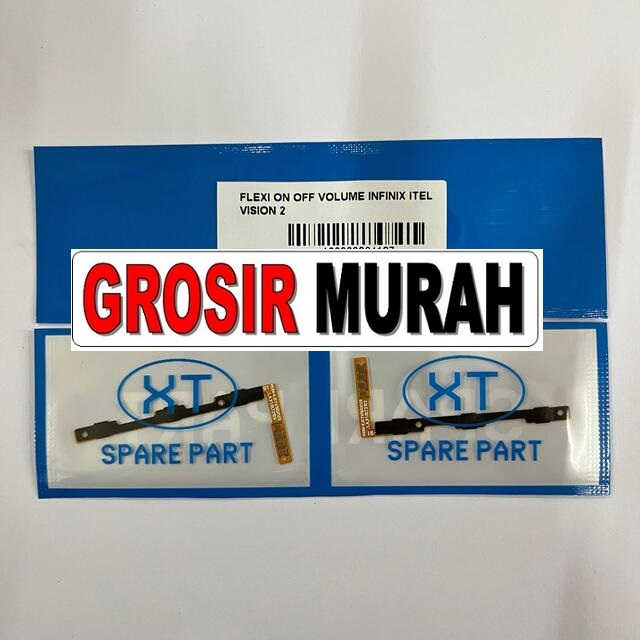 FLEXI ON OFF VOLUME INFINIX ITEL
VISION 2
GROSIR MURAH
XT
SPARE PART
XT
SPARE PART